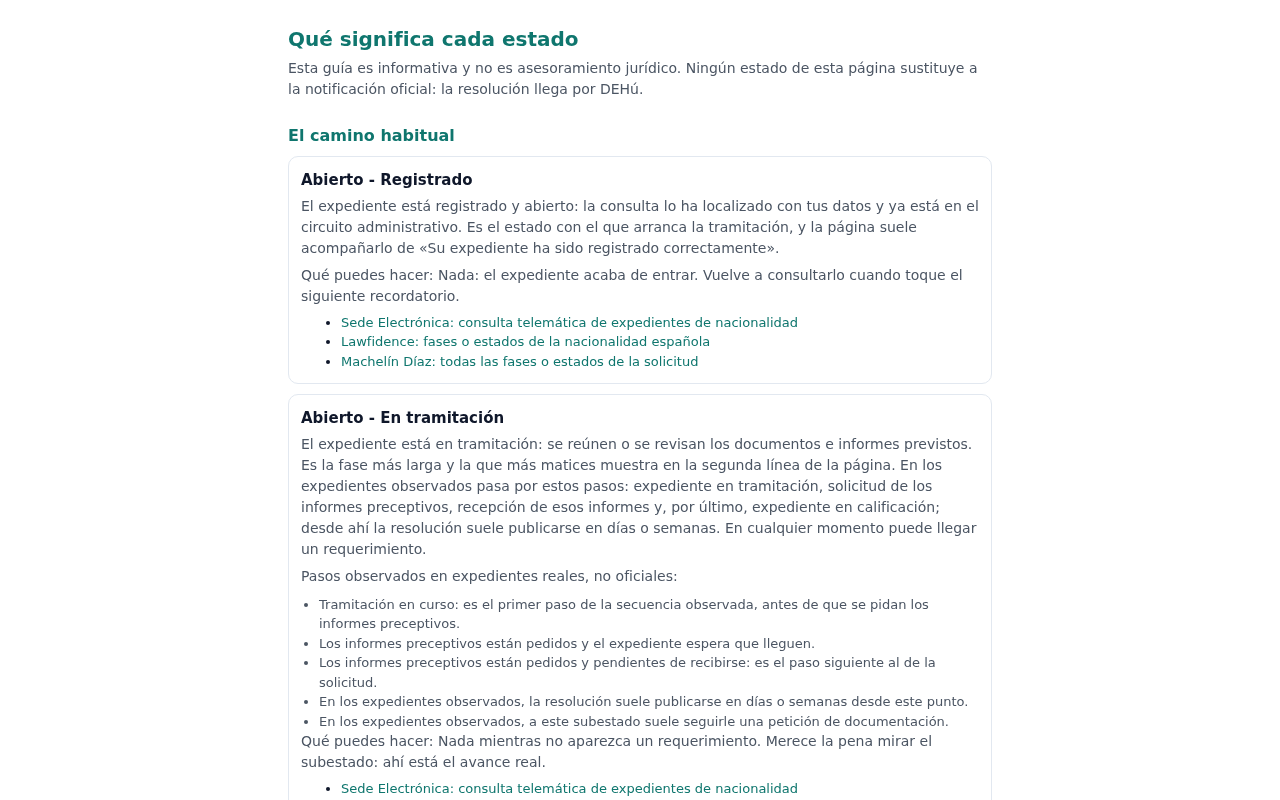 Qué significa cada estado
Esta guía es informativa y no es asesoramiento jurídico. Ningún estado de esta página sustituye a
la notificación oficial: la resolución llega por DEHú.
El camino habitual
Abierto - Registrado
El expediente está registrado y abierto: la consulta lo ha localizado con tus datos y ya está en el
circuito administrativo. Es el estado con el que arranca la tramitación, y la página suele
acompañarlo de «Su expediente ha sido registrado correctamente».
Qué puedes hacer: Nada: el expediente acaba de entrar. Vuelve a consultarlo cuando toque el
siguiente recordatorio.
• Sede Electrónica: consulta telemática de expedientes de nacionalidad
• Lawfidence: fases o estados de la nacionalidad española
• Machelín Díaz: todas las fases o estados de la solicitud
Abierto - En tramitación
El expediente está en tramitación: se reúnen o se revisan los documentos e informes previstos.
Es la fase más larga y la que más matices muestra en la segunda línea de la página. En los
expedientes observados pasa por estos pasos: expediente en tramitación, solicitud de los
informes preceptivos, recepción de esos informes y, por último, expediente en calificación;
desde ahí la resolución suele publicarse en días o semanas. En cualquier momento puede llegar
un requerimiento.
Pasos observados en expedientes reales, no oficiales:
• Tramitación en curso: es el primer paso de la secuencia observada, antes de que se pidan los
informes preceptivos.
• Los informes preceptivos están pedidos y el expediente espera que lleguen.
• Los informes preceptivos están pedidos y pendientes de recibirse: es el paso siguiente al de la
solicitud.
• En los expedientes observados, la resolución suele publicarse en días o semanas desde este punto.
• En los expedientes observados, a este subestado suele seguirle una petición de documentación.
Qué puedes hacer: Nada mientras no aparezca un requerimiento. Merece la pena mirar el
subestado: ahí está el avance real.
• Sede Electrónica: consulta telemática de expedientes de nacionalidad